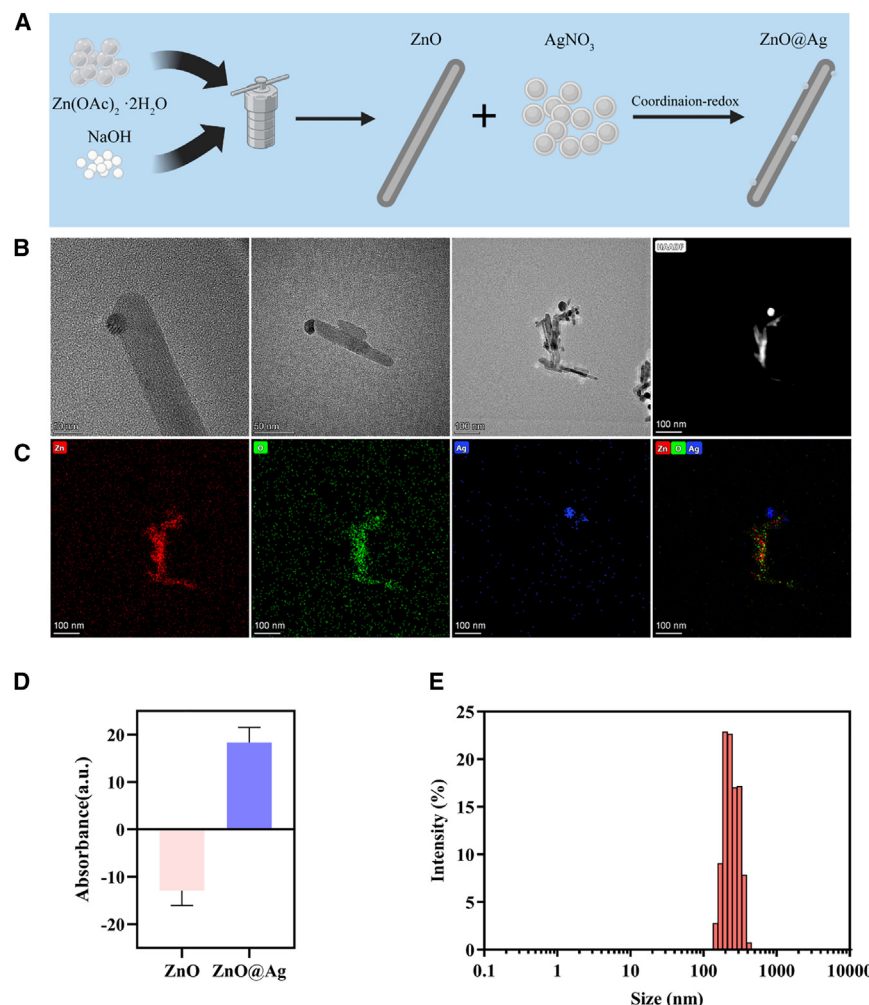 A
ZnO
AgNO₃
ZnO@Ag
Zn(OAc)₂ ·2H₂O
NaOH
Coordinaion-redox
B
HAADF
50 nm
100 nm
100 nm
C
Zn
O
Ag
Zn O Ag
100 nm
100 nm
100 nm
100 nm
D
Absorbance(a.u.)
20
10
0
-10
-20
ZnO
ZnO@Ag
E
Intensity (%)
25
20
15
10
5
0
0.1
1
10
100
1000
10000
Size (nm)